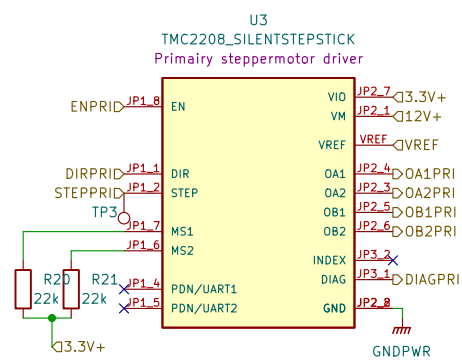 U3
TMC2208_SILENTSTEPSTICK
Primairy steppermotor driver
ENPRI JP1_8 EN
VIO JP2_7 3.3V+
VM JP2_1 12V+
VREF VREF VREF
DIRPRI JP1_1 DIR
OA1 JP2_4 OA1PRI
STEPPRI JP1_2 STEP
OA2 JP2_3 OA2PRI
TP3
OB1 JP2_5 OB1PRI
JP1_7 MS1
OB2 JP2_6 OB2PRI
JP1_6 MS2
INDEX JP3_2
R20 22k
R21 22k
DIAG JP3_1 DIAGPRI
JP1_4 PDN/UART1
JP1_5 PDN/UART2
GND
3.3V+
GNDPWR